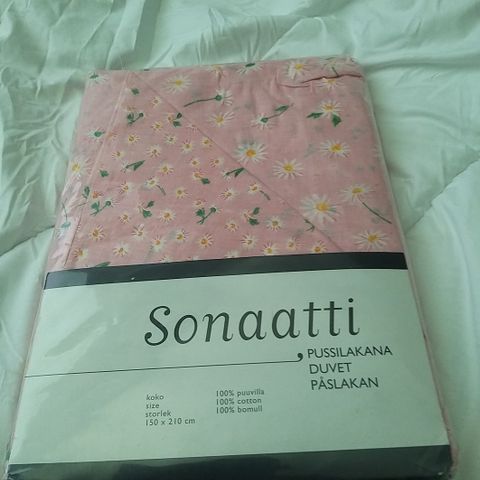 Sonaatti
PUSSILAKANA
DUVET
PÅSLAKAN
koko
size
storlek
150 x 210 cm
100% puuvilla
100% cotton
100% bomull